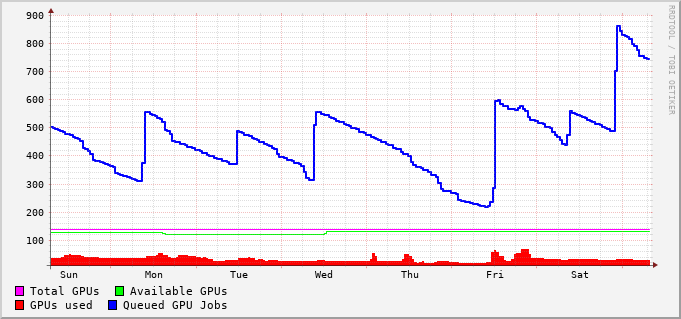 900
800
700
600
500
400
300
200
100
Sun Mon Tue Wed Thu Fri Sat
Total GPUs Available GPUs
GPUs used Queued GPU Jobs
RRDTOOL / TOBI OETIKER